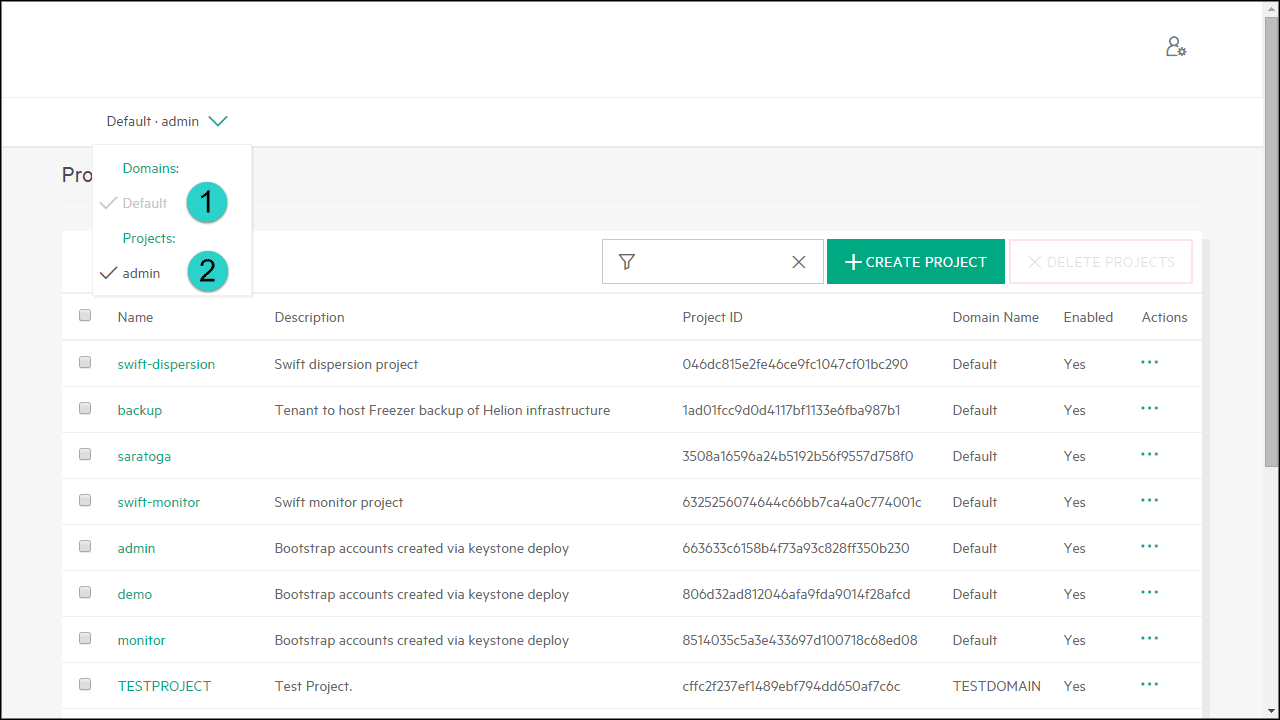 Default · admin
Domains:
Pro
Default 1
Projects:
admin 2
CREATE PROJECT DELETE PROJECTS
Name Description Project ID Domain Name Enabled Actions
swift-dispersion Swift dispersion project 046dc815e2fe46ce9fc1047cf01bc290 Default Yes ...
backup Tenant to host Freezer backup of Helion infrastructure 1ad01fcc9d0d4117bf1133e6fba987b1 Default Yes ...
saratoga 3508a16596a24b5192b56f9557d758f0 Default Yes ...
swift-monitor Swift monitor project 6325256074644c66bb7ca4a0c774001c Default Yes ...
admin Bootstrap accounts created via keystone deploy 663633c6158b4f73a93c828ff350b230 Default Yes ...
demo Bootstrap accounts created via keystone deploy 806d32ad812046afa9fda9014f28afcd Default Yes ...
monitor Bootstrap accounts created via keystone deploy 8514035c5a3e433697d100718c68ed08 Default Yes ...
TESTPROJECT Test Project. cffc2f237ef1489ebf794dd650af7c6c TESTDOMAIN Yes ...